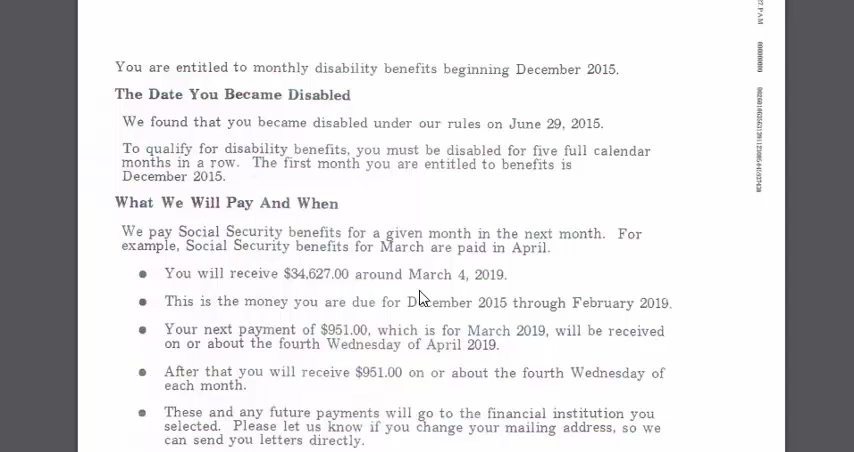 You are entitled to monthly disability benefits beginning December 2015.
The Date You Became Disabled
We found that you became disabled under our rules on June 29, 2015.
To qualify for disability benefits, you must be disabled for five full calendar
months in a row. The first month you are entitled to benefits is
December 2015.
What We Will Pay And When
We pay Social Security benefits for a given month in the next month. For
example, Social Security benefits for March are paid in April.
● You will receive $34,627.00 around March 4, 2019.
● This is the money you are due for December 2015 through February 2019.
● Your next payment of $951.00, which is for March 2019, will be received
on or about the fourth Wednesday of April 2019.
● After that you will receive $951.00 on or about the fourth Wednesday of
each month.
● These and any future payments will go to the financial institution you
selected. Please let us know if you change your mailing address, so we
can send you letters directly.